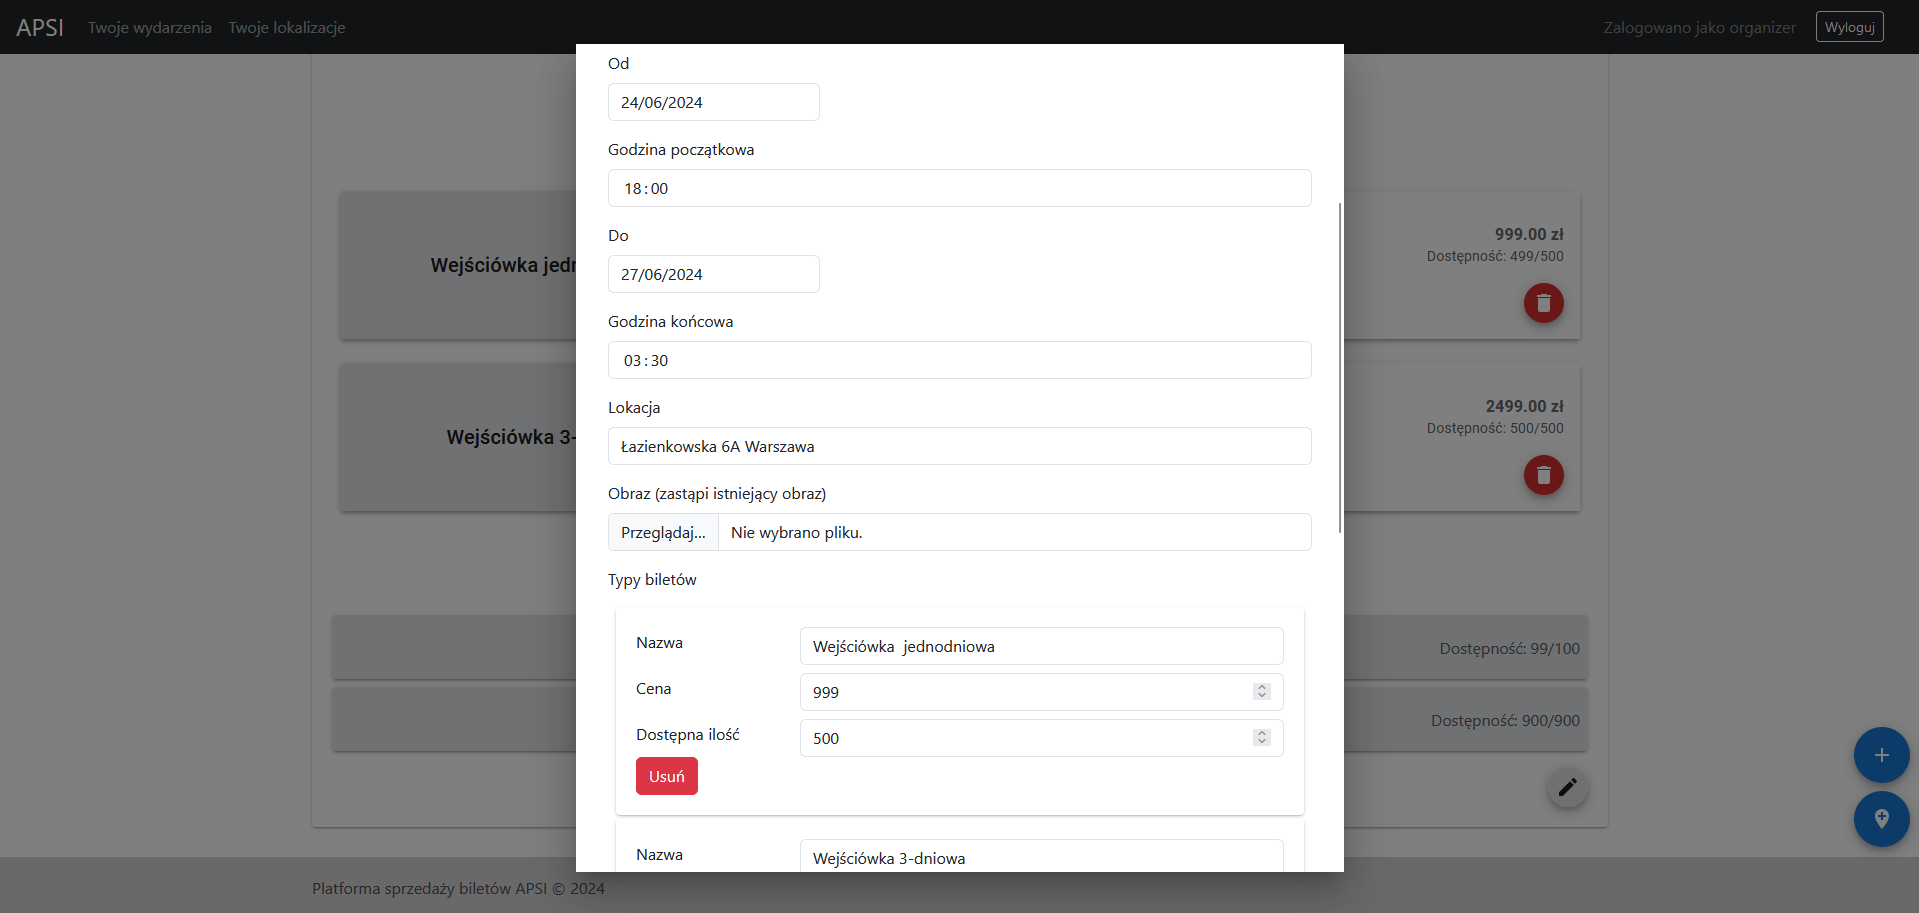 APSI Twoje wydarzenia Twoje lokalizacje Zalogowano jako organizer Wyloguj
Od
24/06/2024
Godzina początkowa
18:00
Do
27/06/2024
Godzina końcowa
03:30
Lokacja
Łazienkowska 6A Warszawa
Obraz (zastąpi istniejący obraz)
Przeglądaj... Nie wybrano pliku.
Typy biletów
Nazwa Wejściówka  jednodniowa
Cena 999
Dostępna ilość 500
Usuń
Nazwa Wejściówka 3-dniowa
Wejściówka jedn
999.00 zł
Dostępność: 499/500
Wejściówka 3-
2499.00 zł
Dostępność: 500/500
Dostępność: 99/100
Dostępność: 900/900
Platforma sprzedaży biletów APSI © 2024